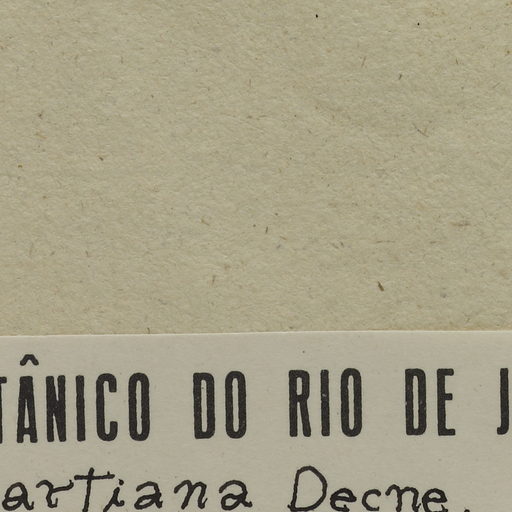 TÂNICO DO RIO DE J
artiana Decne.